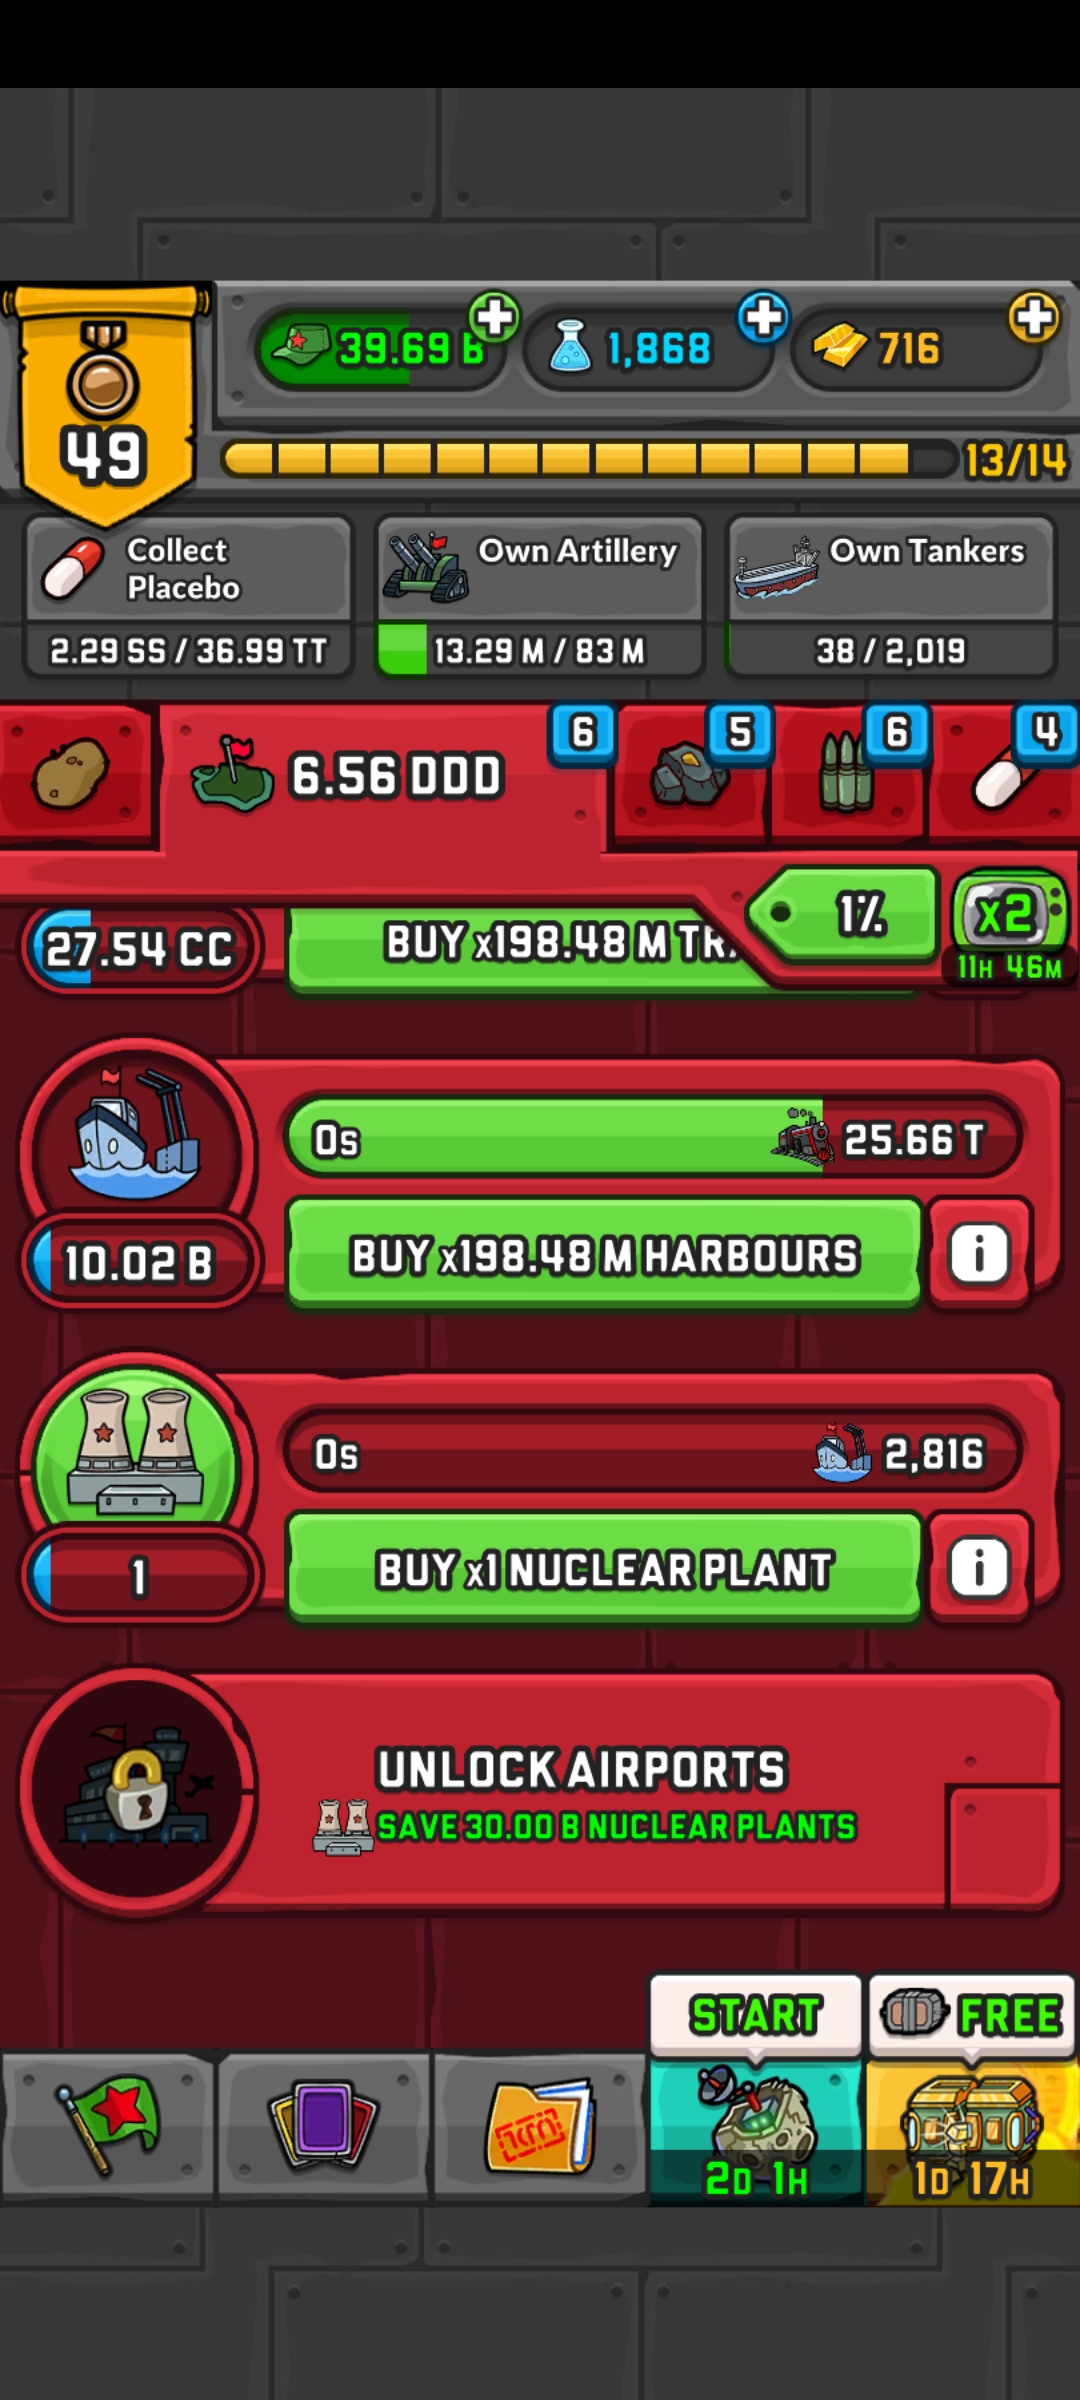 39.69 B
1,868
716
49
13/14
Collect
Placebo
Own Artillery
Own Tankers
2.29 SS / 36.99 TT
13.29 M / 83 M
38 / 2,019
6.56 DDD
6
5
6
4
1%
x2
11H 46M
27.54 CC
BUY x198.48 M
0s
25.66 T
10.02 B
BUY x198.48 M HARBOURS
i
0s
2,816
1
BUY x1 NUCLEAR PLANT
i
UNLOCK AIRPORTS
SAVE 30.00 B NUCLEAR PLANTS
START
FREE
2D 1H
1D 17H